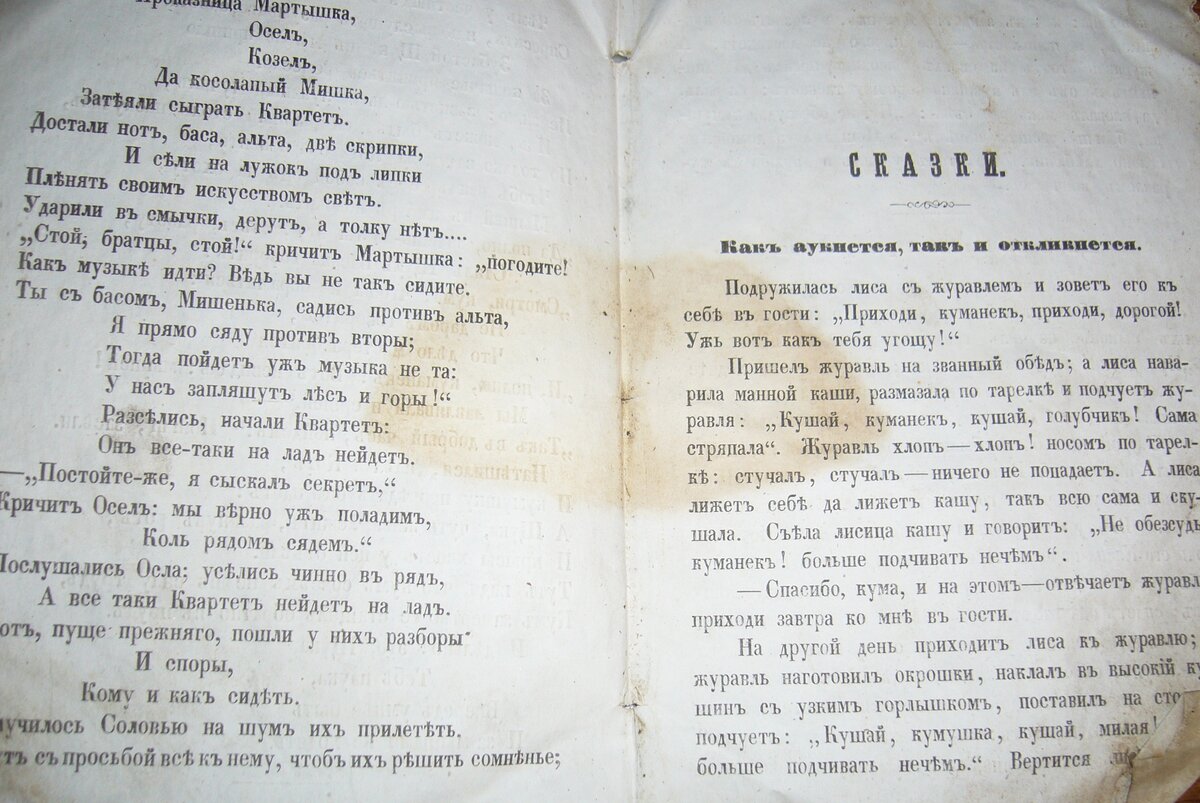 Проказница Мартышка,
Оселъ,
Козелъ,
Да косолапый Мишка,
Затѣяли сыграть Квартетъ.
Достали нотъ, баса, альта, двѣ скрипки,
И сѣли на лужокъ подъ липки
Плѣнять своимъ искусствомъ свѣтъ.
Ударили въ смычки, дерутъ, а толку нѣтъ....
„Стой, братцы, стой!“ кричитъ Мартышка: „погодите!
Какъ музыкѣ идти? Вѣдь вы не такъ сидите.
Ты съ басомъ, Мишенька, садись противъ альта,
Я прямо сяду противъ вторы;
Тогда пойдетъ ужъ музыка не та:
У насъ запляшутъ лѣсъ и горы!“
Разсѣлись, начали Квартетъ:
Онъ все-таки на ладъ нейдетъ.
—„Постойте-же, я сыскалъ секретъ,“
Кричитъ Оселъ: мы вѣрно ужъ поладимъ,
Коль рядомъ сядемъ.“
Послушались Осла; усѣлись чинно въ рядъ,
А все таки Квартетъ нейдетъ на ладъ.
отъ, пуще прежняго, пошли у нихъ разборы
И споры,
Кому и какъ сидѣть.
лучилось Соловью на шумъ ихъ прилетѣть.
тъ съ просьбой всѣ къ нему, чтобъ ихъ рѣшить сомнѣнье;
СКАЗКИ.
Какъ аукнется, такъ и откликнется.
Подружилась лиса съ журавлемъ и зоветъ его къ
себѣ въ гости: „Приходи, куманекъ, приходи, дорогой!
Ужь вотъ какъ тебя угощу!“
Пришелъ журавль на званный обѣдъ; а лиса нава-
рила манной каши, размазала по тарелкѣ и подчуетъ жу-
равля: „Кушай, куманекъ, кушай, голубчикъ! Сама
стряпала“. Журавль хлопъ—хлопъ! носомъ по тарел-
кѣ: стучалъ, стучалъ—ничего не попадаетъ. А лиса
лижетъ себѣ да лижетъ кашу, такъ всю сама и ску-
шала. Съѣла лисица кашу и говоритъ: „Не обезсудь
куманекъ! больше подчивать нечѣмъ“.
— Спасибо, кума, и на этомъ—отвѣчаетъ журавл
приходи завтра ко мнѣ въ гости.
На другой день приходитъ лиса къ журавлю;
журавль наготовилъ окрошки, наклалъ въ высокій ку
шинъ съ узкимъ горлышкомъ, поставилъ на сто
подчуетъ: „Кушай, кумушка, кушай, милая!
больше подчивать нечѣмъ.“ Вертится ли